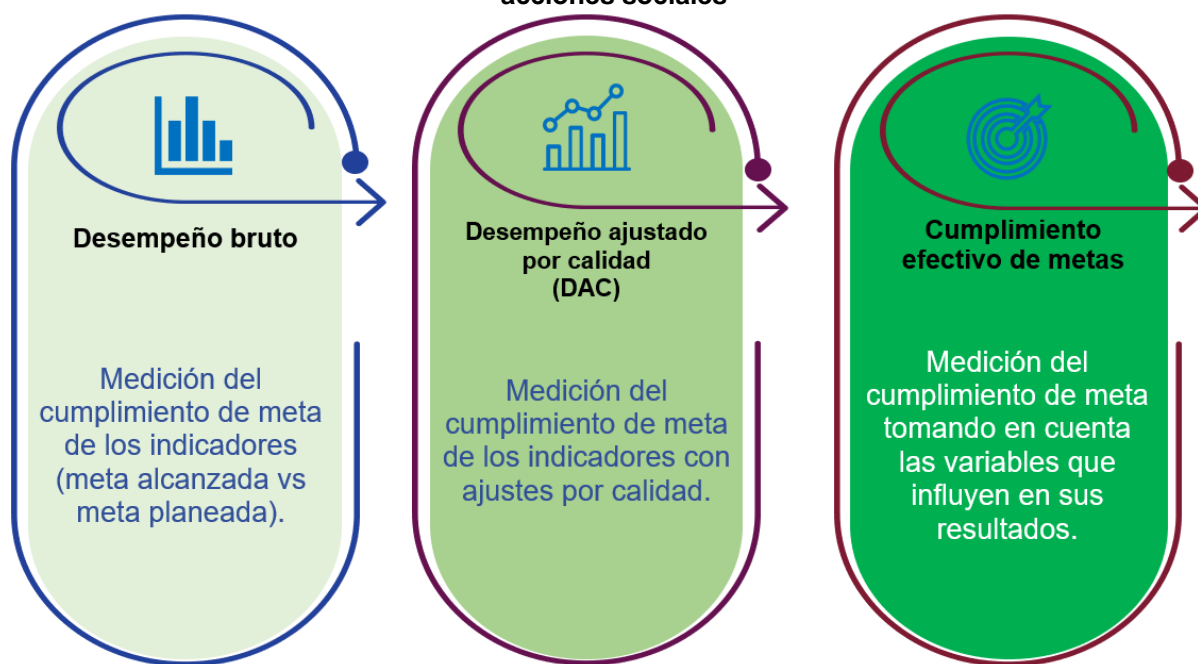 acciones sociales
Desempeño bruto
Medición del
cumplimiento de meta
de los indicadores
(meta alcanzada vs
meta planeada).
Desempeño ajustado
por calidad
(DAC)
Medición del
cumplimiento de meta
de los indicadores con
ajustes por calidad.
Cumplimiento
efectivo de metas
Medición del
cumplimiento de meta
tomando en cuenta
las variables que
influyen en sus
resultados.